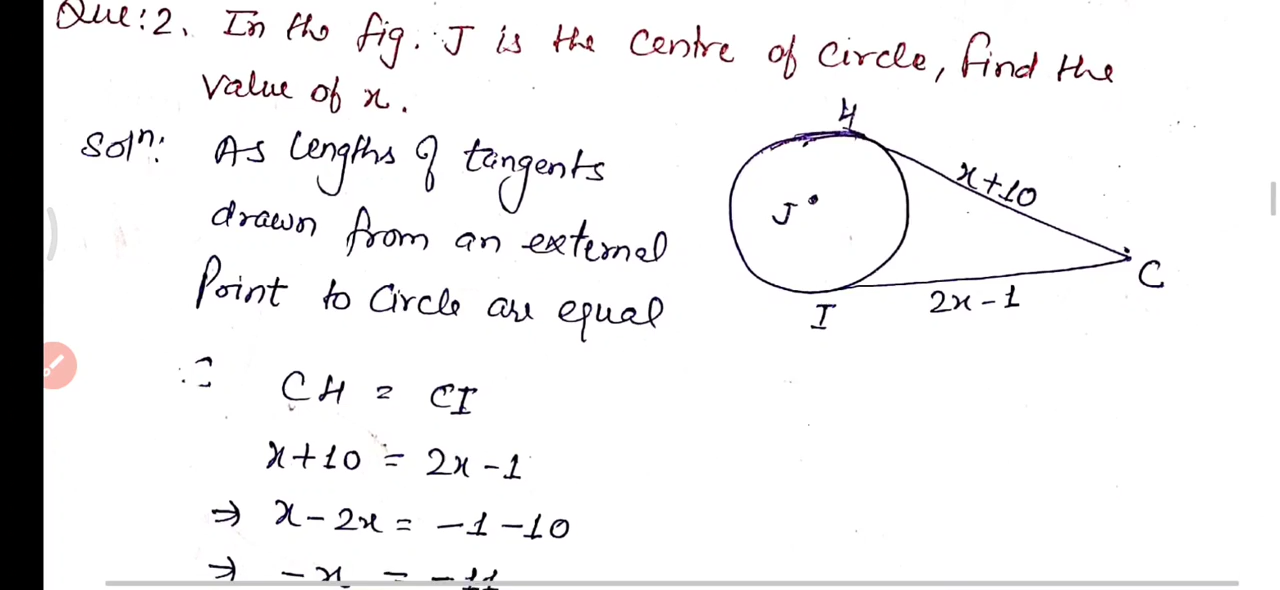 Que:2. In the fig. J is the centre of circle, find the
value of x.
H
Solⁿ: As lengths of tangents
x+10
J
drawn from an external
C
Point to circle are equal
2x-1
I
∴ CH = CI
x+10 = 2x-1
⇒ x-2x = -1-10
⇒ -x = -11